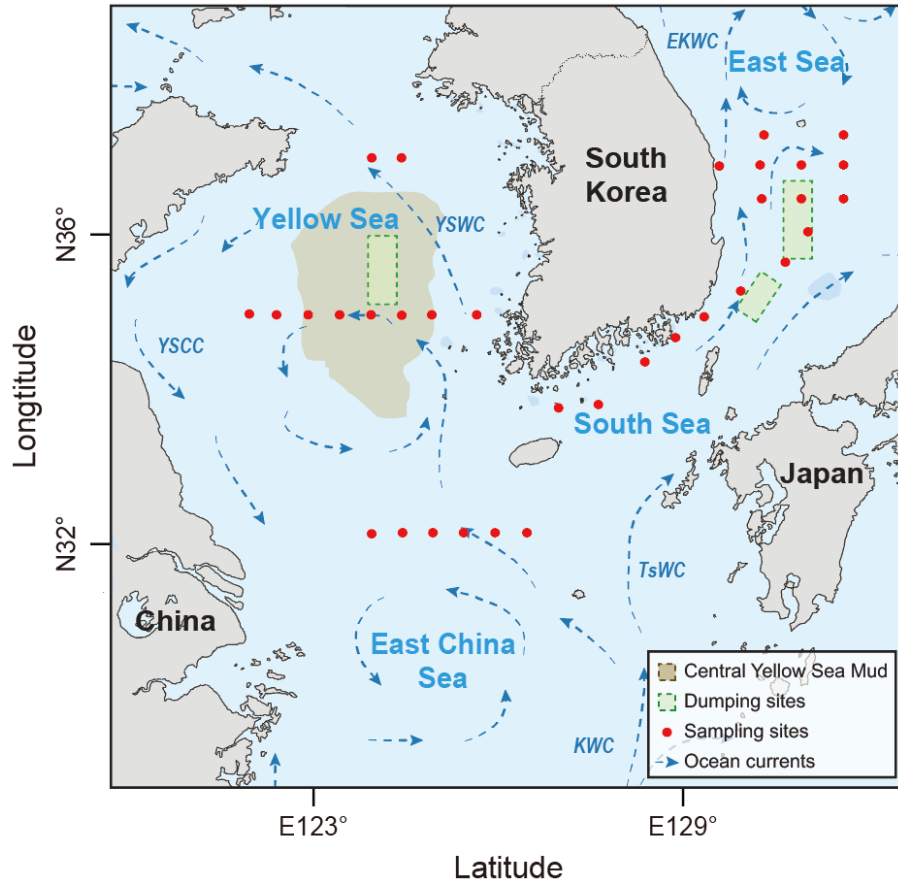 EKWC
East Sea
South
Korea
Yellow Sea
YSWC
N36°
YSCC
Longtitude
South Sea
Japan
N32°
TsWC
China
East China
Sea
KWC
Central Yellow Sea Mud
Dumping sites
Sampling sites
Ocean currents
E123°
E129°
Latitude